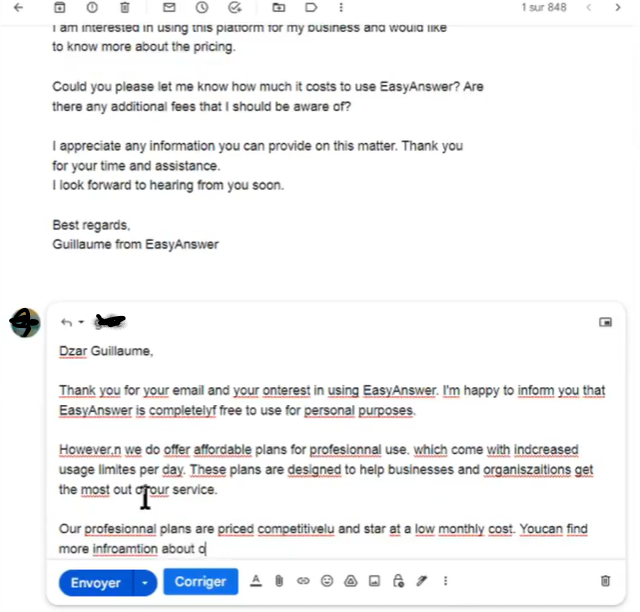 1 sur 848
I am interested in using this platform for my business and would like
to know more about the pricing.
Could you please let me know how much it costs to use EasyAnswer? Are
there any additional fees that I should be aware of?
I appreciate any information you can provide on this matter. Thank you
for your time and assistance.
I look forward to hearing from you soon.
Best regards,
Guillaume from EasyAnswer
Dzar Guillaume,
Thank you for your email and your onterest in using EasyAnswer. I'm happy to inform you that
EasyAnswer is completelyf free to use for personal purposes.
However,n we do offer affordable plans for profesionnal use, which come with indcreased
usage limites per day. These plans are designed to help businesses and organiszaitions get
the most out of our service.
Our profesionnal plans are priced competitivelu and star at a low monthly cost. Youcan find
more infroamtion about o
Envoyer
Corriger